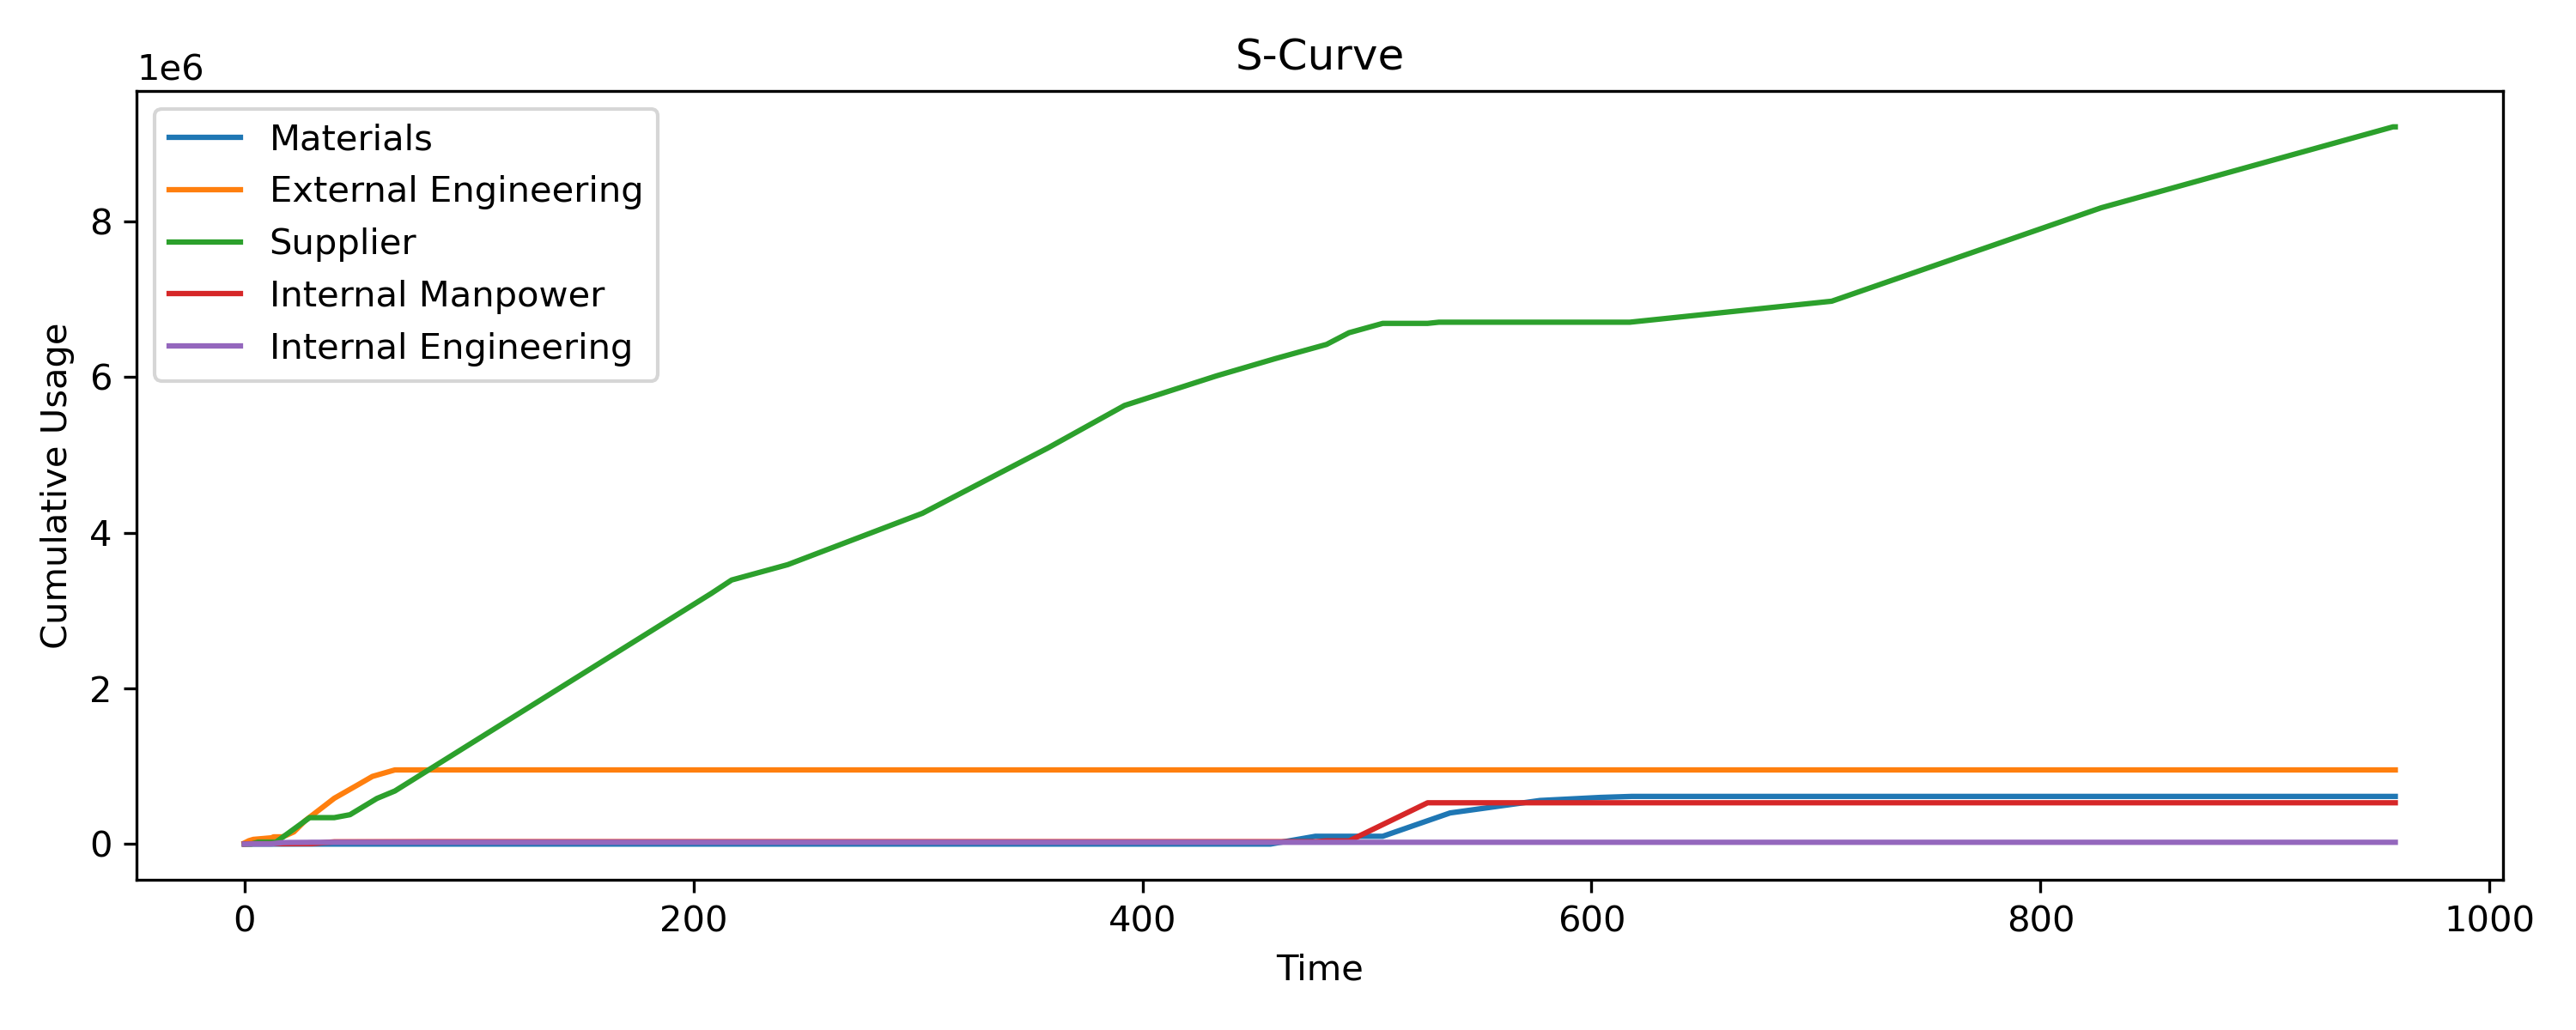 S-Curve
1e6
Materials
External Engineering
Supplier
Internal Manpower
Internal Engineering
8
6
4
2
0
Cumulative Usage
0 200 400 600 800 1000
Time